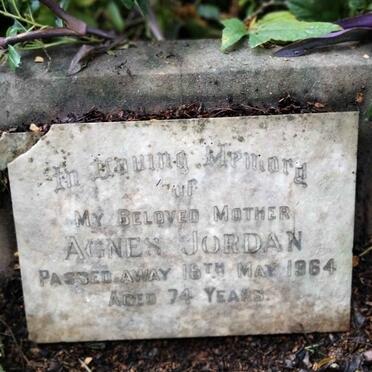 In Loving Memory
of
My Beloved Mother
Agnes Jordan
Passed away 16th May 1964
Aged 74 Years.